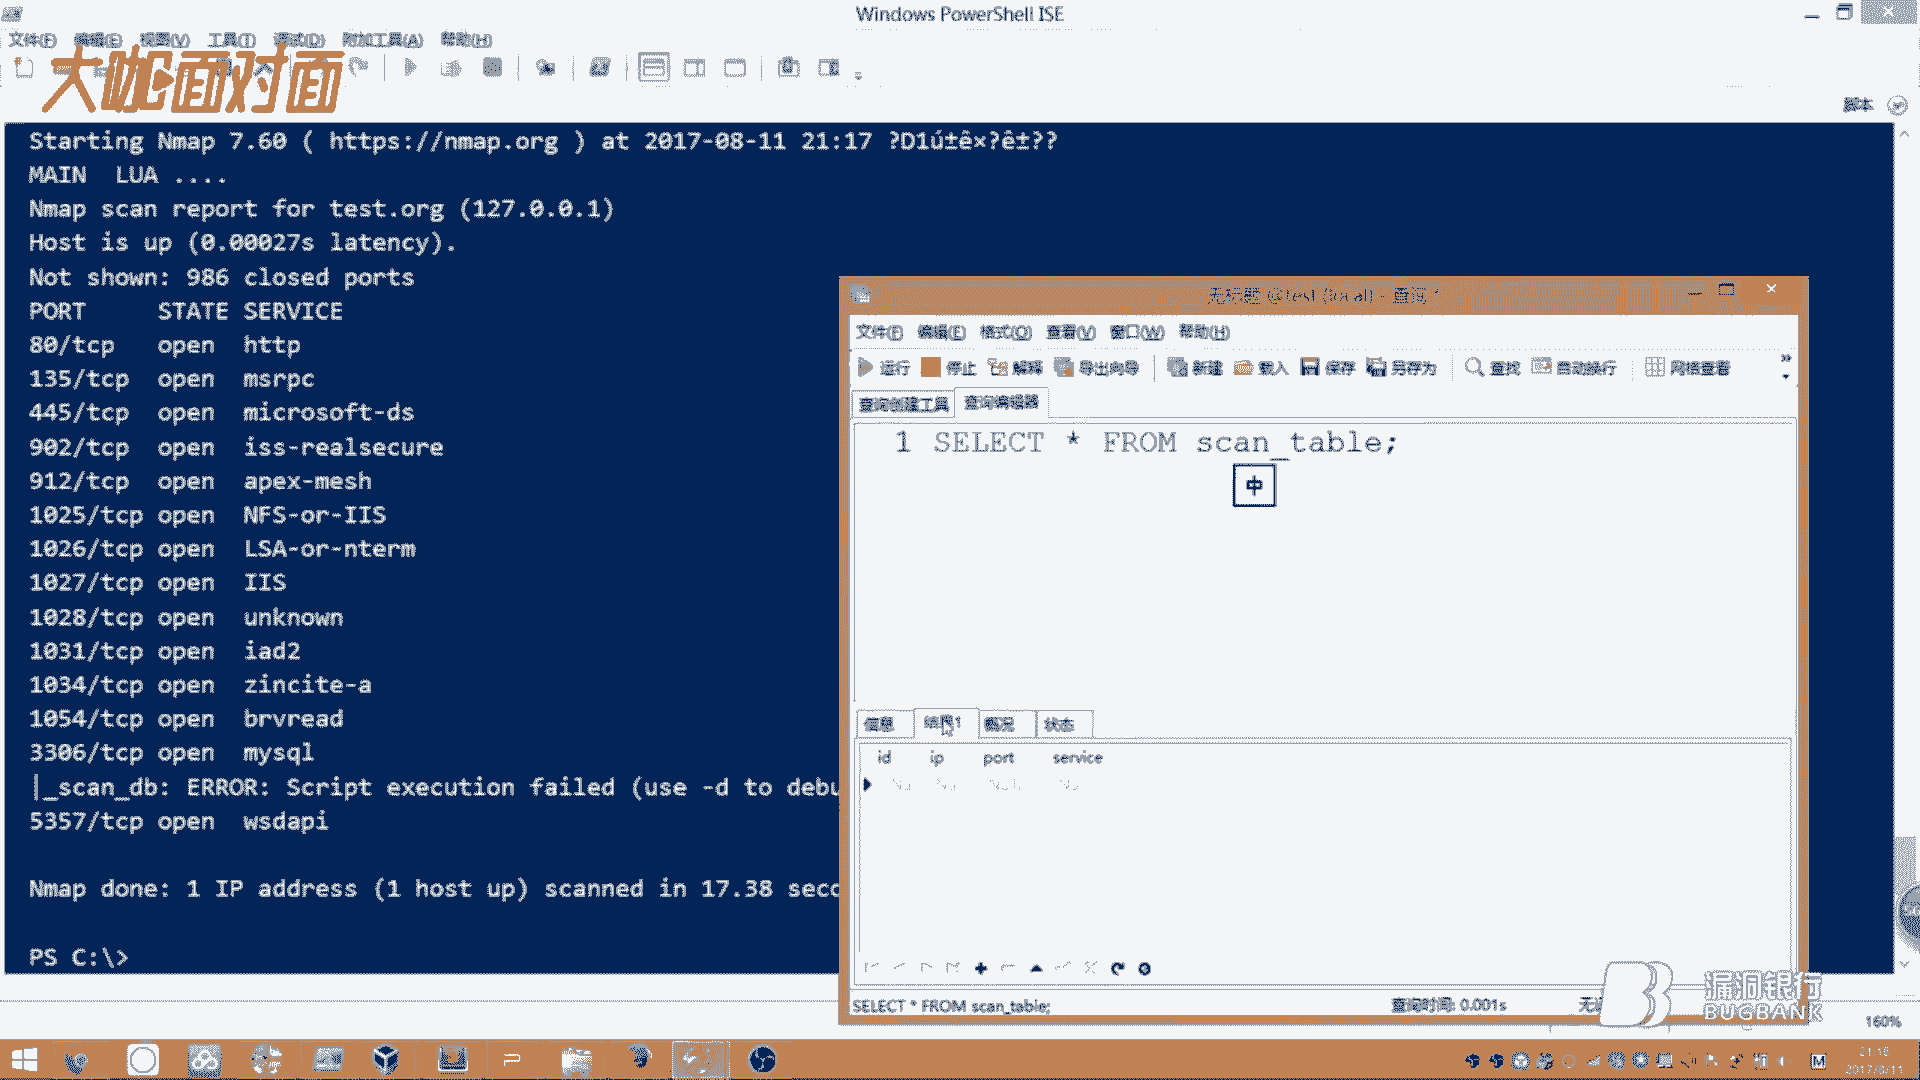 Windows PowerShell ISE
文件(F) 编辑(E) 视图(V) 工具(T) 调试(D) 附加工具(A) 帮助(H)
大咖面对面
脚本
Starting Nmap 7.60 ( https://nmap.org ) at 2017-08-11 21:17 ?D1ú±ê×?ê±??
MAIN  LUA ....
Nmap scan report for test.org (127.0.0.1)
Host is up (0.00027s latency).
Not shown: 986 closed ports
PORT     STATE SERVICE
80/tcp   open  http
135/tcp  open  msrpc
445/tcp  open  microsoft-ds
902/tcp  open  iss-realsecure
912/tcp  open  apex-mesh
1025/tcp open  NFS-or-IIS
1026/tcp open  LSA-or-nterm
1027/tcp open  IIS
1028/tcp open  unknown
1031/tcp open  iad2
1034/tcp open  zincite-a
1054/tcp open  brvread
3306/tcp open  mysql
|_scan_db: ERROR: Script execution failed (use -d to debu
5357/tcp open  wsdapi
Nmap done: 1 IP address (1 host up) scanned in 17.38 seco
PS C:\>
无标题 @test (local) - 查询
文件(F) 编辑(E) 格式(O) 查看(V) 窗口(W) 帮助(H)
运行 停止 解释 导出向导 新建 载入 保存 另存为 查找 自动换行 网格查看
查询创建工具 查询编辑器
1 SELECT * FROM scan_table;
中
信息 结果1 概况 状态
id ip port service
SELECT * FROM scan_table; 查询时间: 0.001s
漏洞银行
BUGBANK
160%
M
2017/8/11